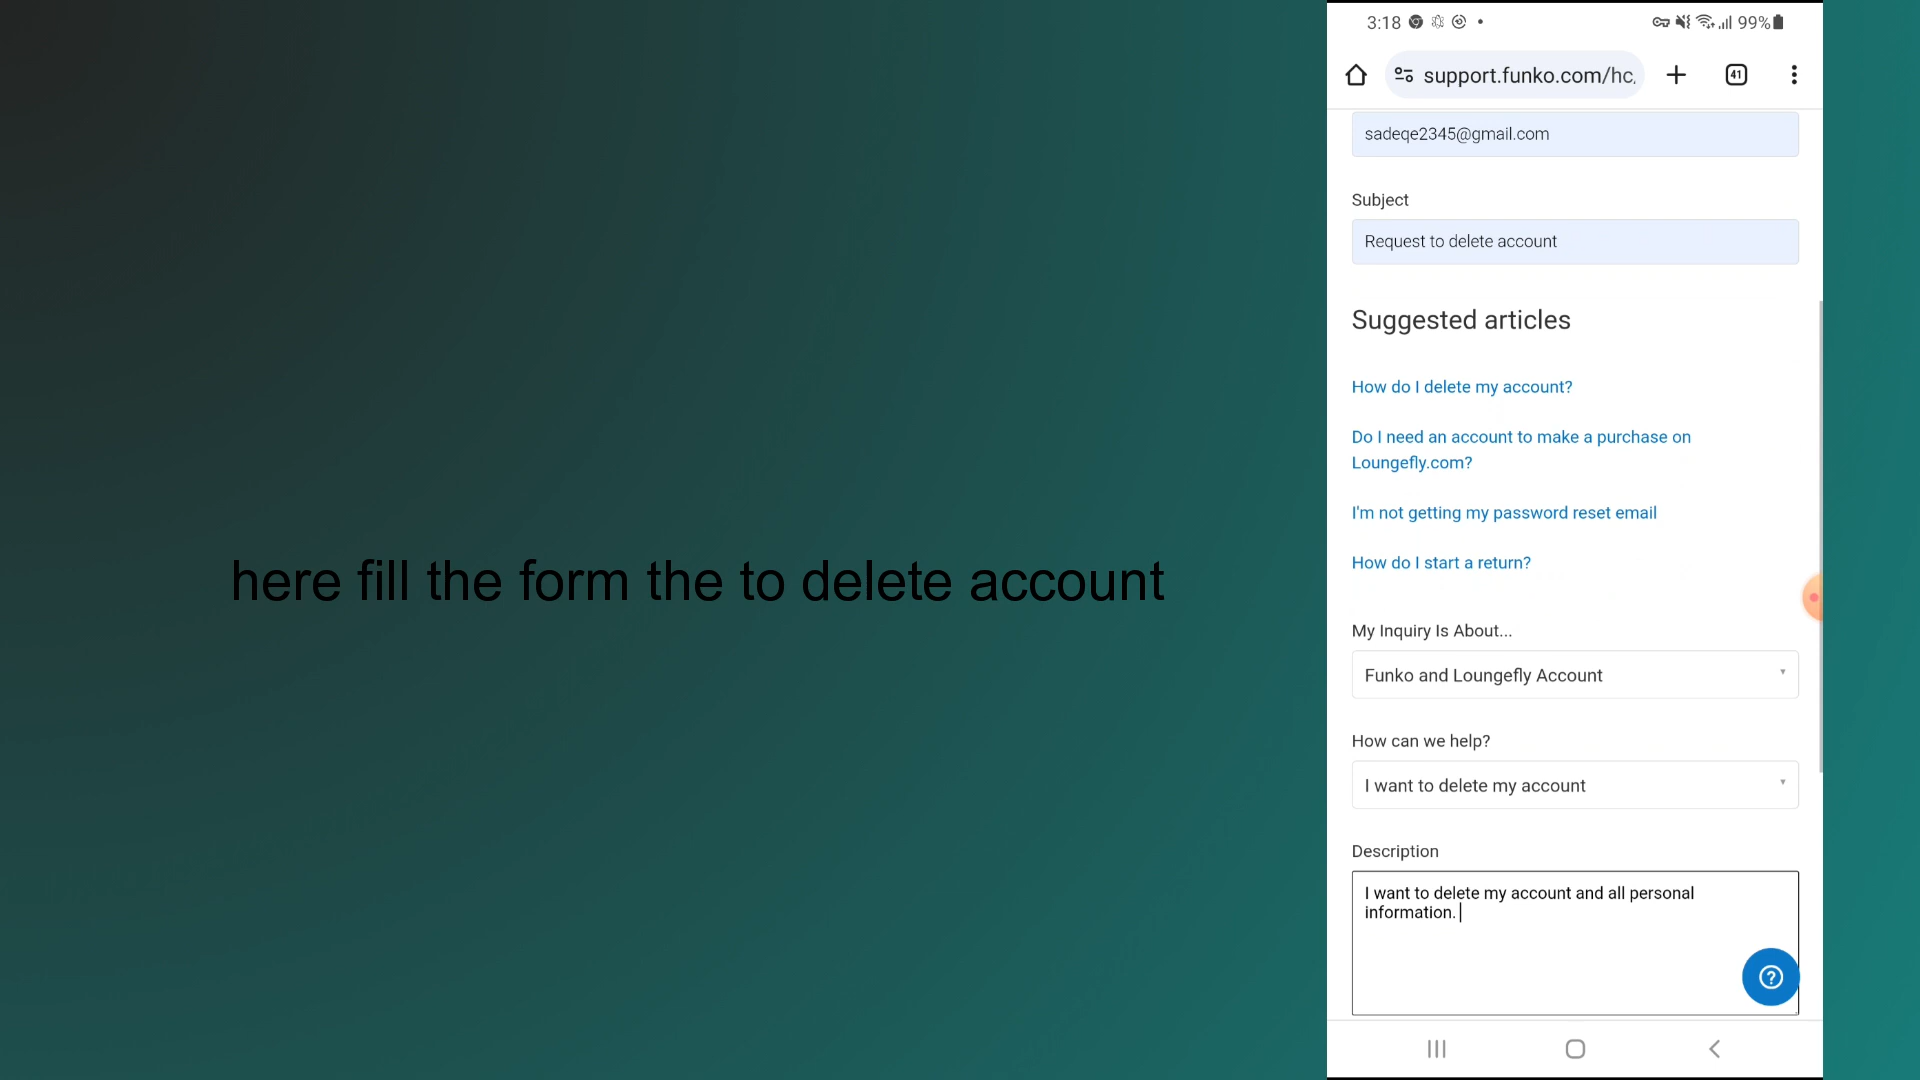 here fill the form the to delete account
3:18
99%
support.funko.com/hc
41
sadeqe2345@gmail.com
Subject
Request to delete account
Suggested articles
How do I delete my account?
Do I need an account to make a purchase on
Loungefly.com?
I'm not getting my password reset email
How do I start a return?
My Inquiry Is About...
Funko and Loungefly Account
How can we help?
I want to delete my account
Description
I want to delete my account and all personal
information.